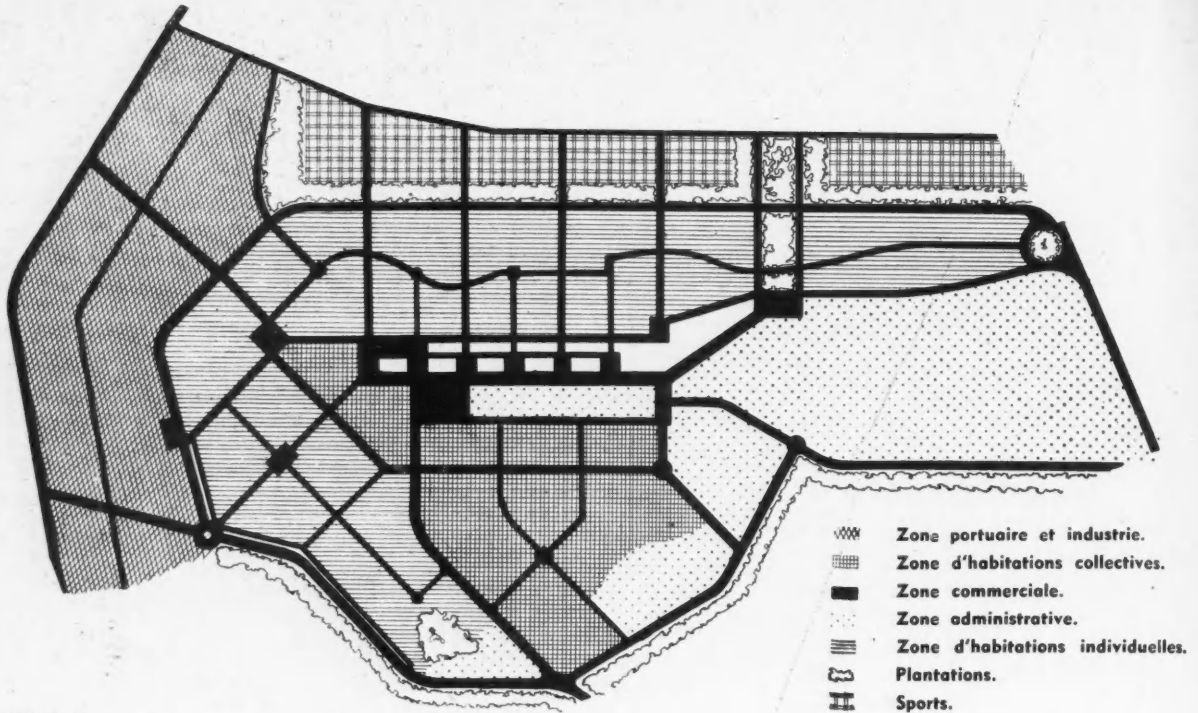 Zone portuaire et industrie.
Zone d'habitations collectives.
Zone commerciale.
Zone administrative.
Zone d'habitations individuelles.
Plantations.
Sports.